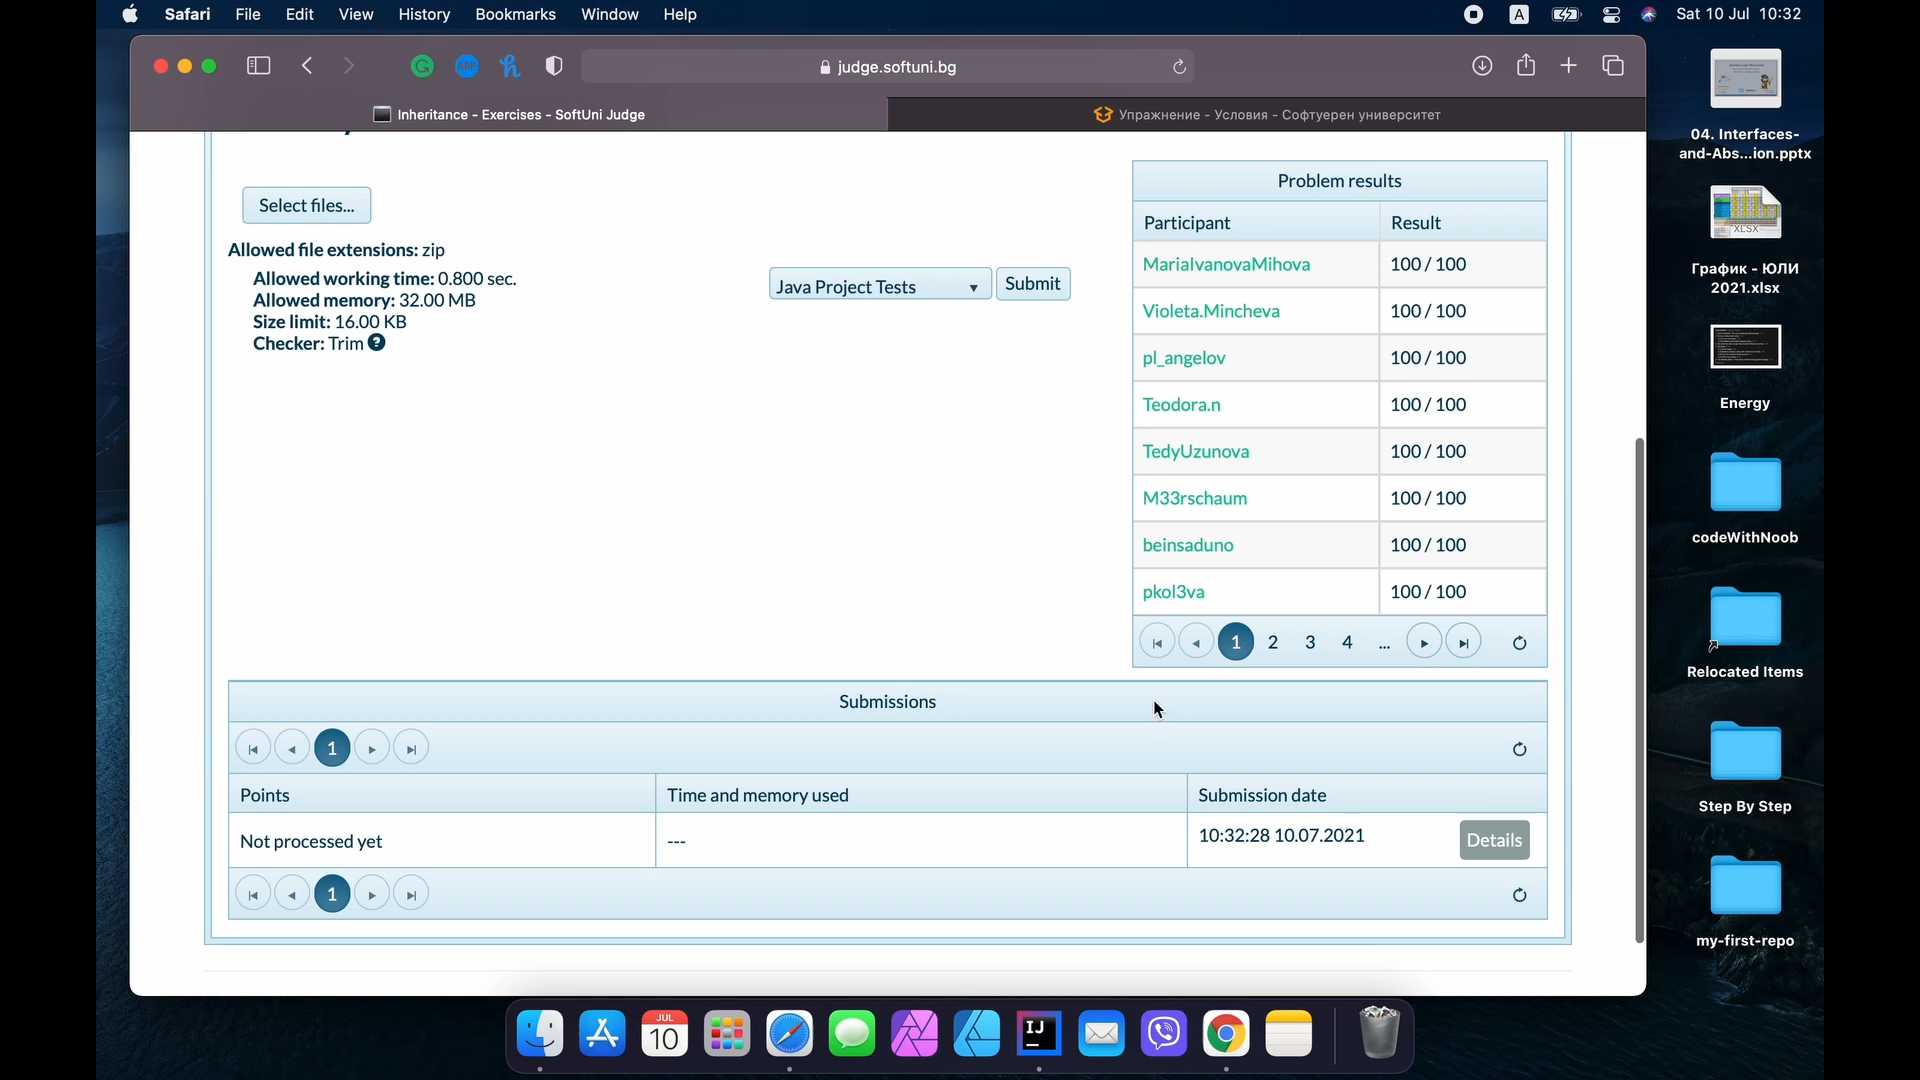 Safari File Edit View History Bookmarks Window Help
A
Sat 10 Jul 10:32
G
ABP
judge.softuni.bg
Inheritance - Exercises - SoftUni Judge
Упражнение - Условия - Софтуерен университет
Select files...
Allowed file extensions: zip
Allowed working time: 0.800 sec.
Allowed memory: 32.00 MB
Size limit: 16.00 KB
Checker: Trim ?
Java Project Tests
Submit
Problem results
Participant Result
MariaIvanovaMihova 100 / 100
Violeta.Mincheva 100 / 100
pl_angelov 100 / 100
Teodora.n 100 / 100
TedyUzunova 100 / 100
M33rschaum 100 / 100
beinsaduno 100 / 100
pkol3va 100 / 100
1 2 3 4 ...
Submissions
1
Points Time and memory used Submission date
Not processed yet --- 10:32:28 10.07.2021 Details
1
04. Interfaces-
and-Abs...ion.pptx
XLSX
График - ЮЛИ
2021.xlsx
Energy
codeWithNoob
Relocated Items
Step By Step
my-first-repo
JUL
10
IJ